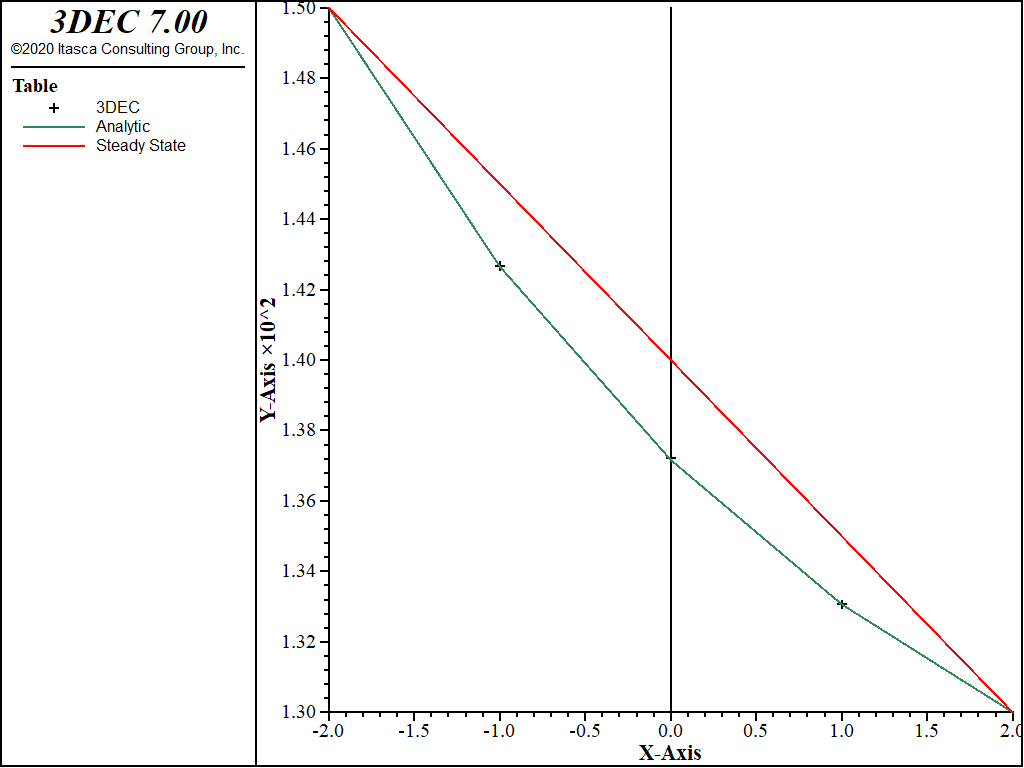 3DEC 7.00
©2020 Itasca Consulting Group, Inc.
Table
3DEC
Analytic
Steady State
Y-Axis ×10^2
1.50
1.48
1.46
1.44
1.42
1.40
1.38
1.36
1.34
1.32
1.30
-2.0 -1.5 -1.0 -0.5 0.0 0.5 1.0 1.5 2.0
X-Axis